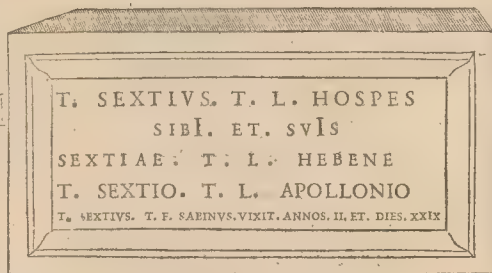 T. SEXTIVS. T. L. HOSPES
SIBI. ET. SVIS
SEXTIAE. T. L. HEBENE
T. SEXTIO. T. L. APOLLONIO
T. SEXTIVS. T. F. SABINVS. VIXIT. ANNOS. II. ET. DIES. XXIX